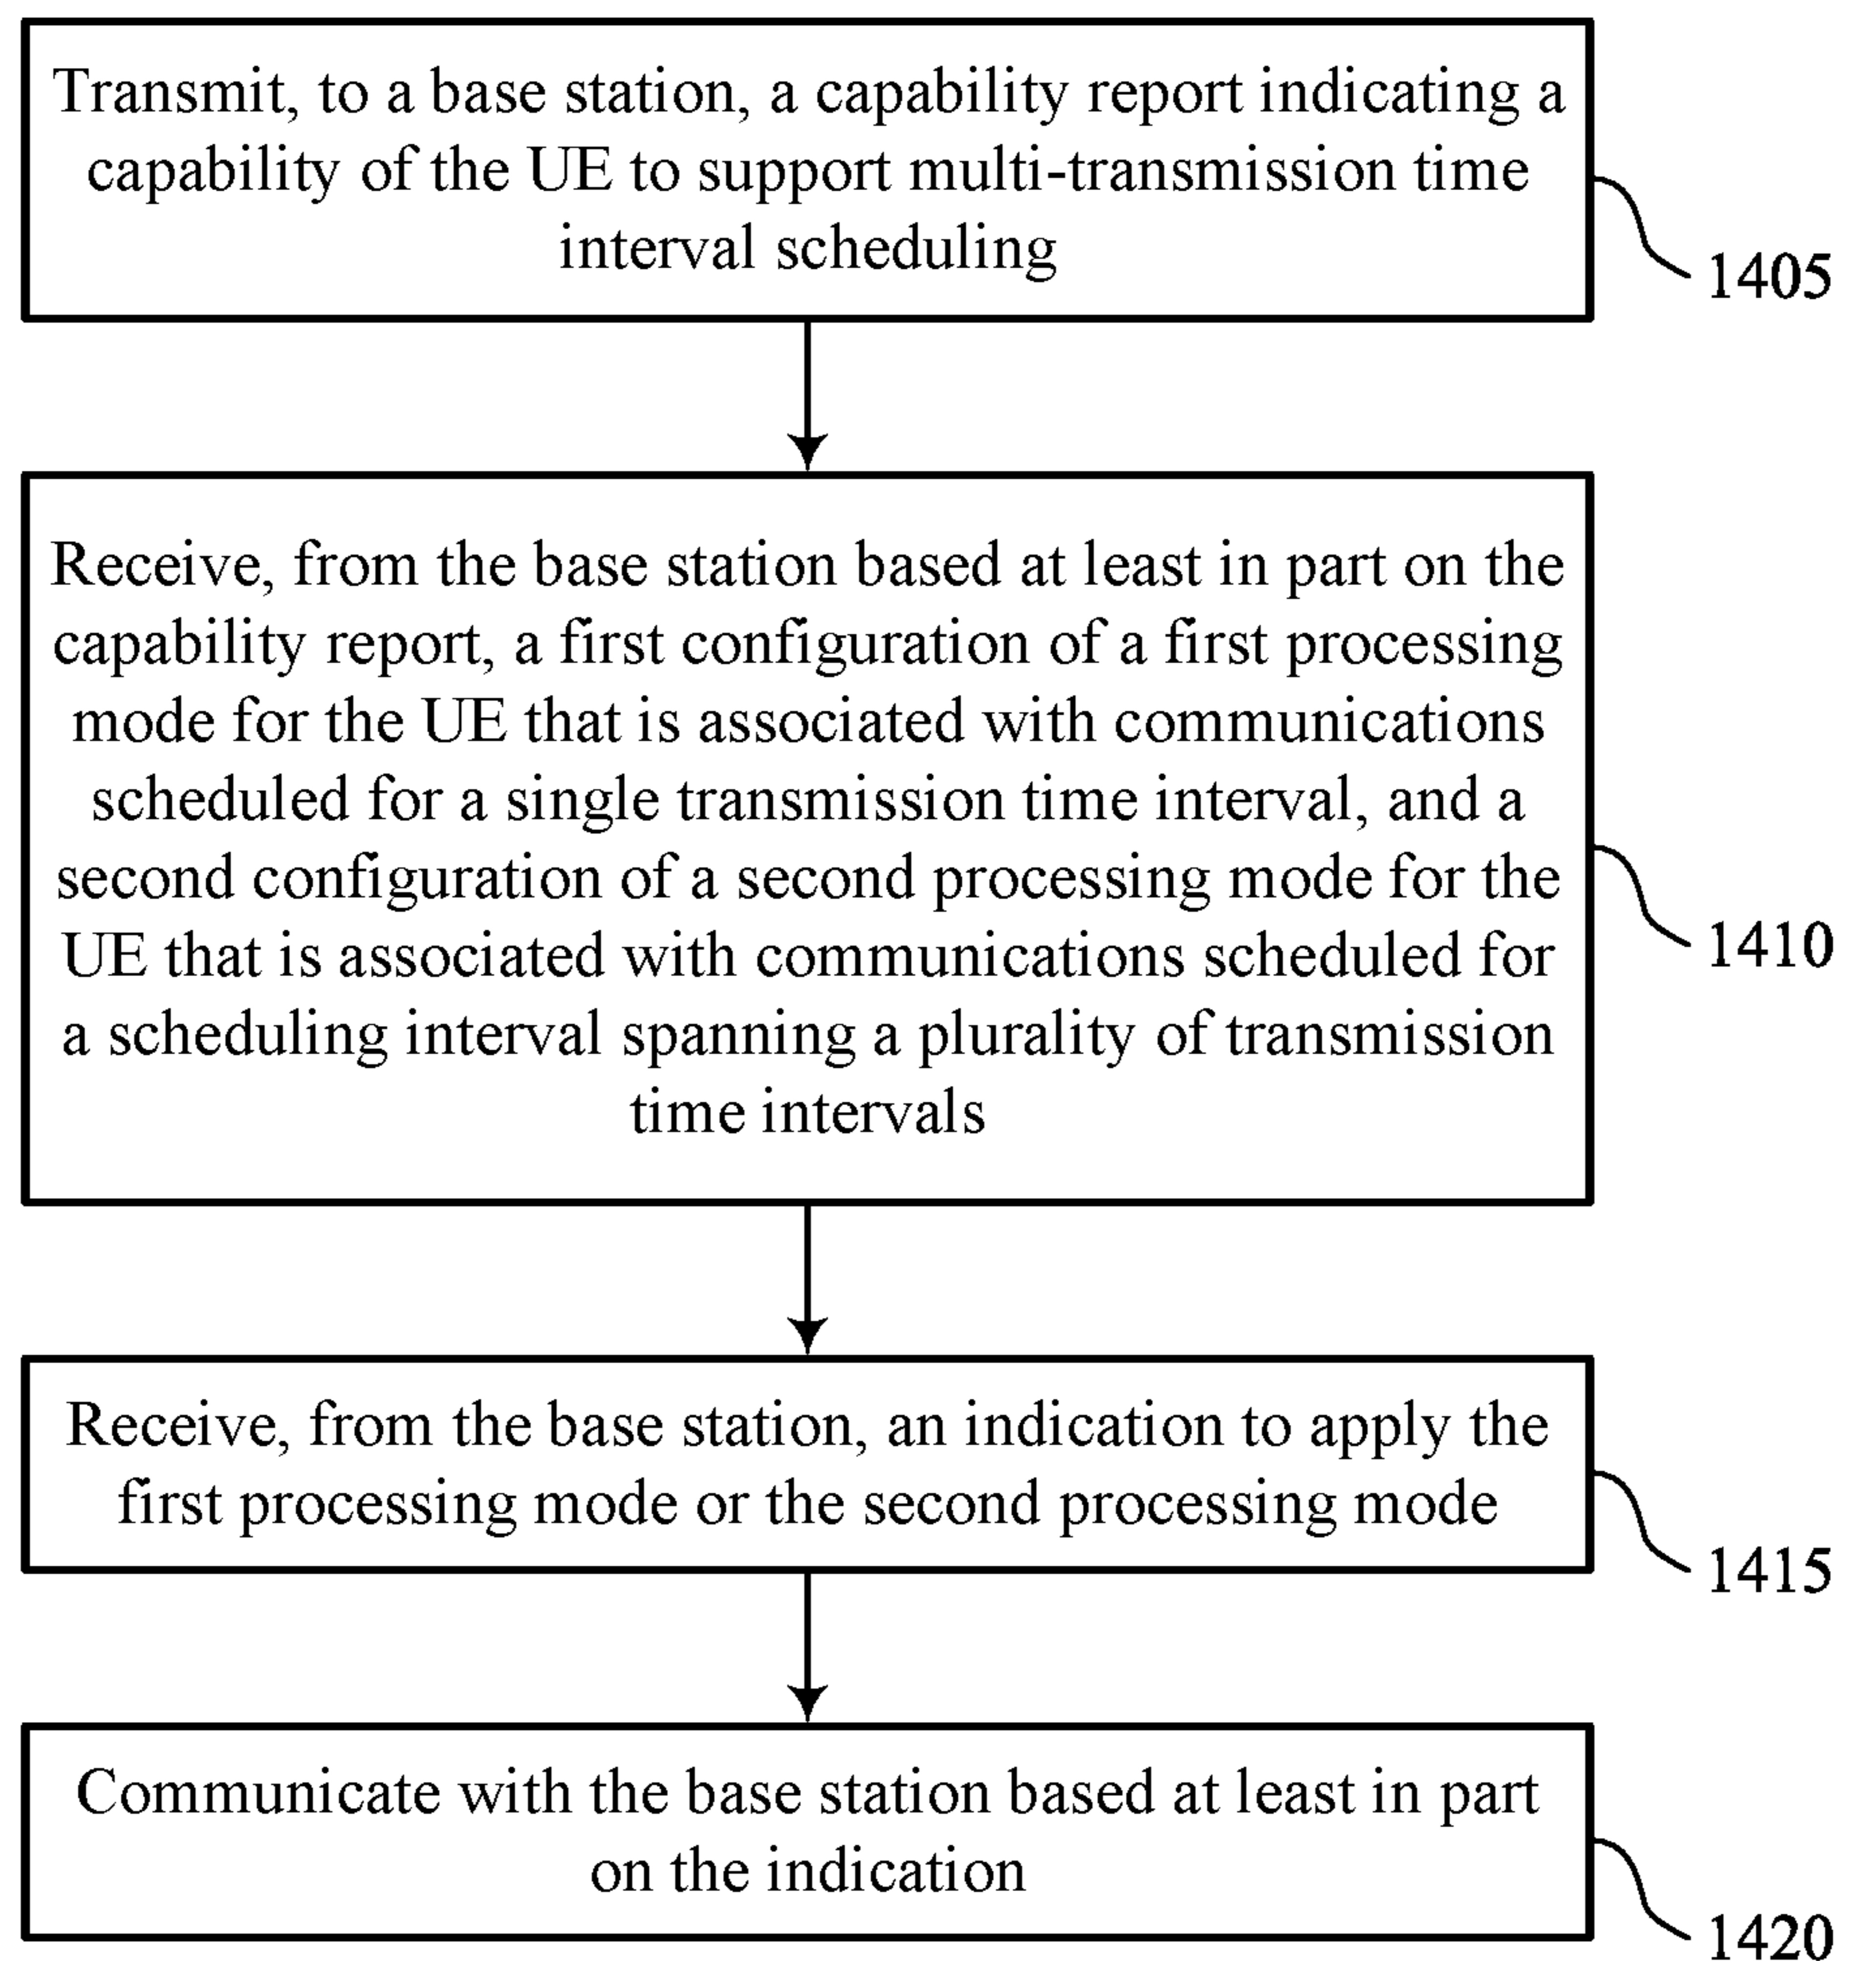 Transmit, to a base station, a capability report indicating a
capability of the UE to support multi-transmission time
interval scheduling
1405
Receive, from the base station based at least in part on the
capability report, a first configuration of a first processing
mode for the UE that is associated with communications
scheduled for a single transmission time interval, and a
second configuration of a second processing mode for the
UE that is associated with communications scheduled for
a scheduling interval spanning a plurality of transmission
time intervals
1410
Receive, from the base station, an indication to apply the
first processing mode or the second processing mode
1415
Communicate with the base station based at least in part
on the indication
1420